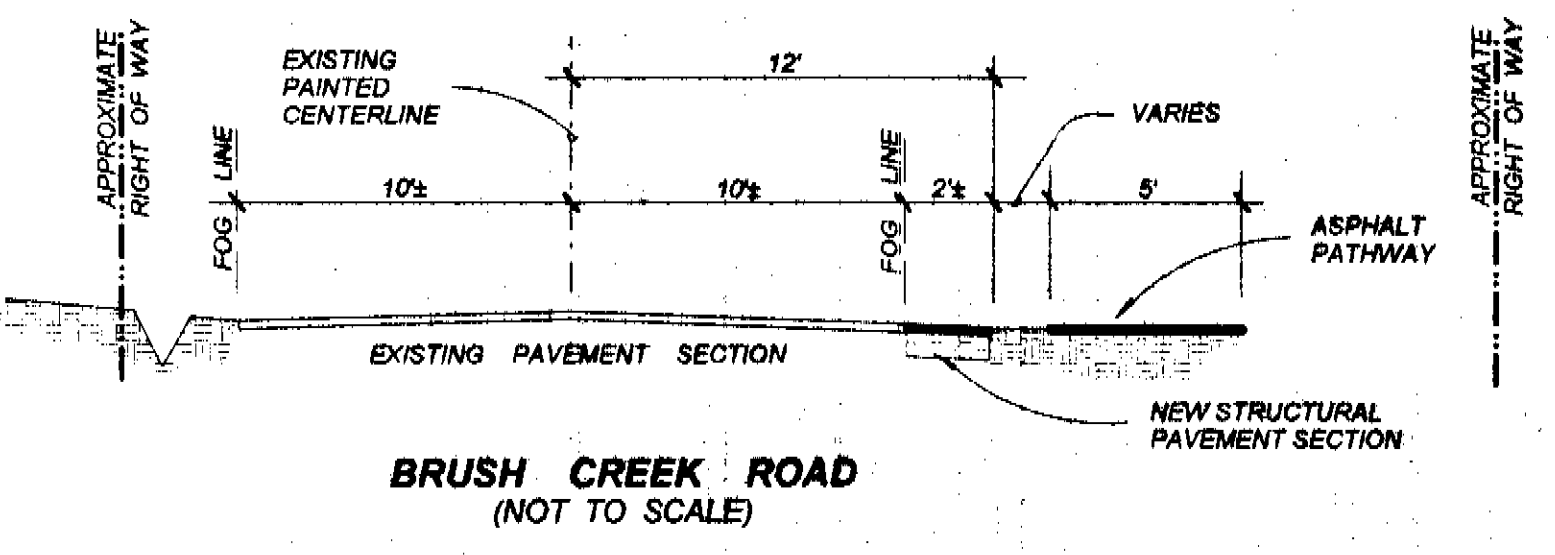 APPROXIMATE
RIGHT OF WAY
EXISTING
PAINTED
CENTERLINE
12'
VARIES
APPROXIMATE
RIGHT OF WAY
FOG LINE
10'±
10'±
FOG LINE
2'±
5'
ASPHALT
PATHWAY
EXISTING PAVEMENT SECTION
NEW STRUCTURAL
PAVEMENT SECTION
BRUSH CREEK ROAD
(NOT TO SCALE)